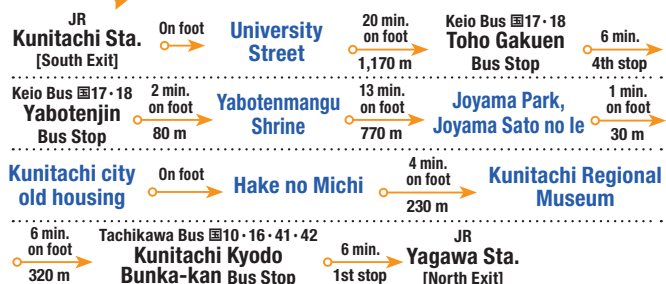 JR
Kunitachi Sta.
[South Exit]
On foot
University
Street
20 min.
on foot
1,170 m
Keio Bus 国17・18
Toho Gakuen
Bus Stop
6 min.
4th stop
Keio Bus 国17・18
Yabotenjin
Bus Stop
2 min.
on foot
80 m
Yabotenmangu
Shrine
13 min.
on foot
770 m
Joyama Park,
Joyama Sato no Ie
1 min.
on foot
30 m
Kunitachi city
old housing
On foot
Hake no Michi
4 min.
on foot
230 m
Kunitachi Regional
Museum
6 min.
on foot
320 m
Tachikawa Bus 国10・16・41・42
Kunitachi Kyodo
Bunka-kan Bus Stop
6 min.
1st stop
JR
Yagawa Sta.
[North Exit]